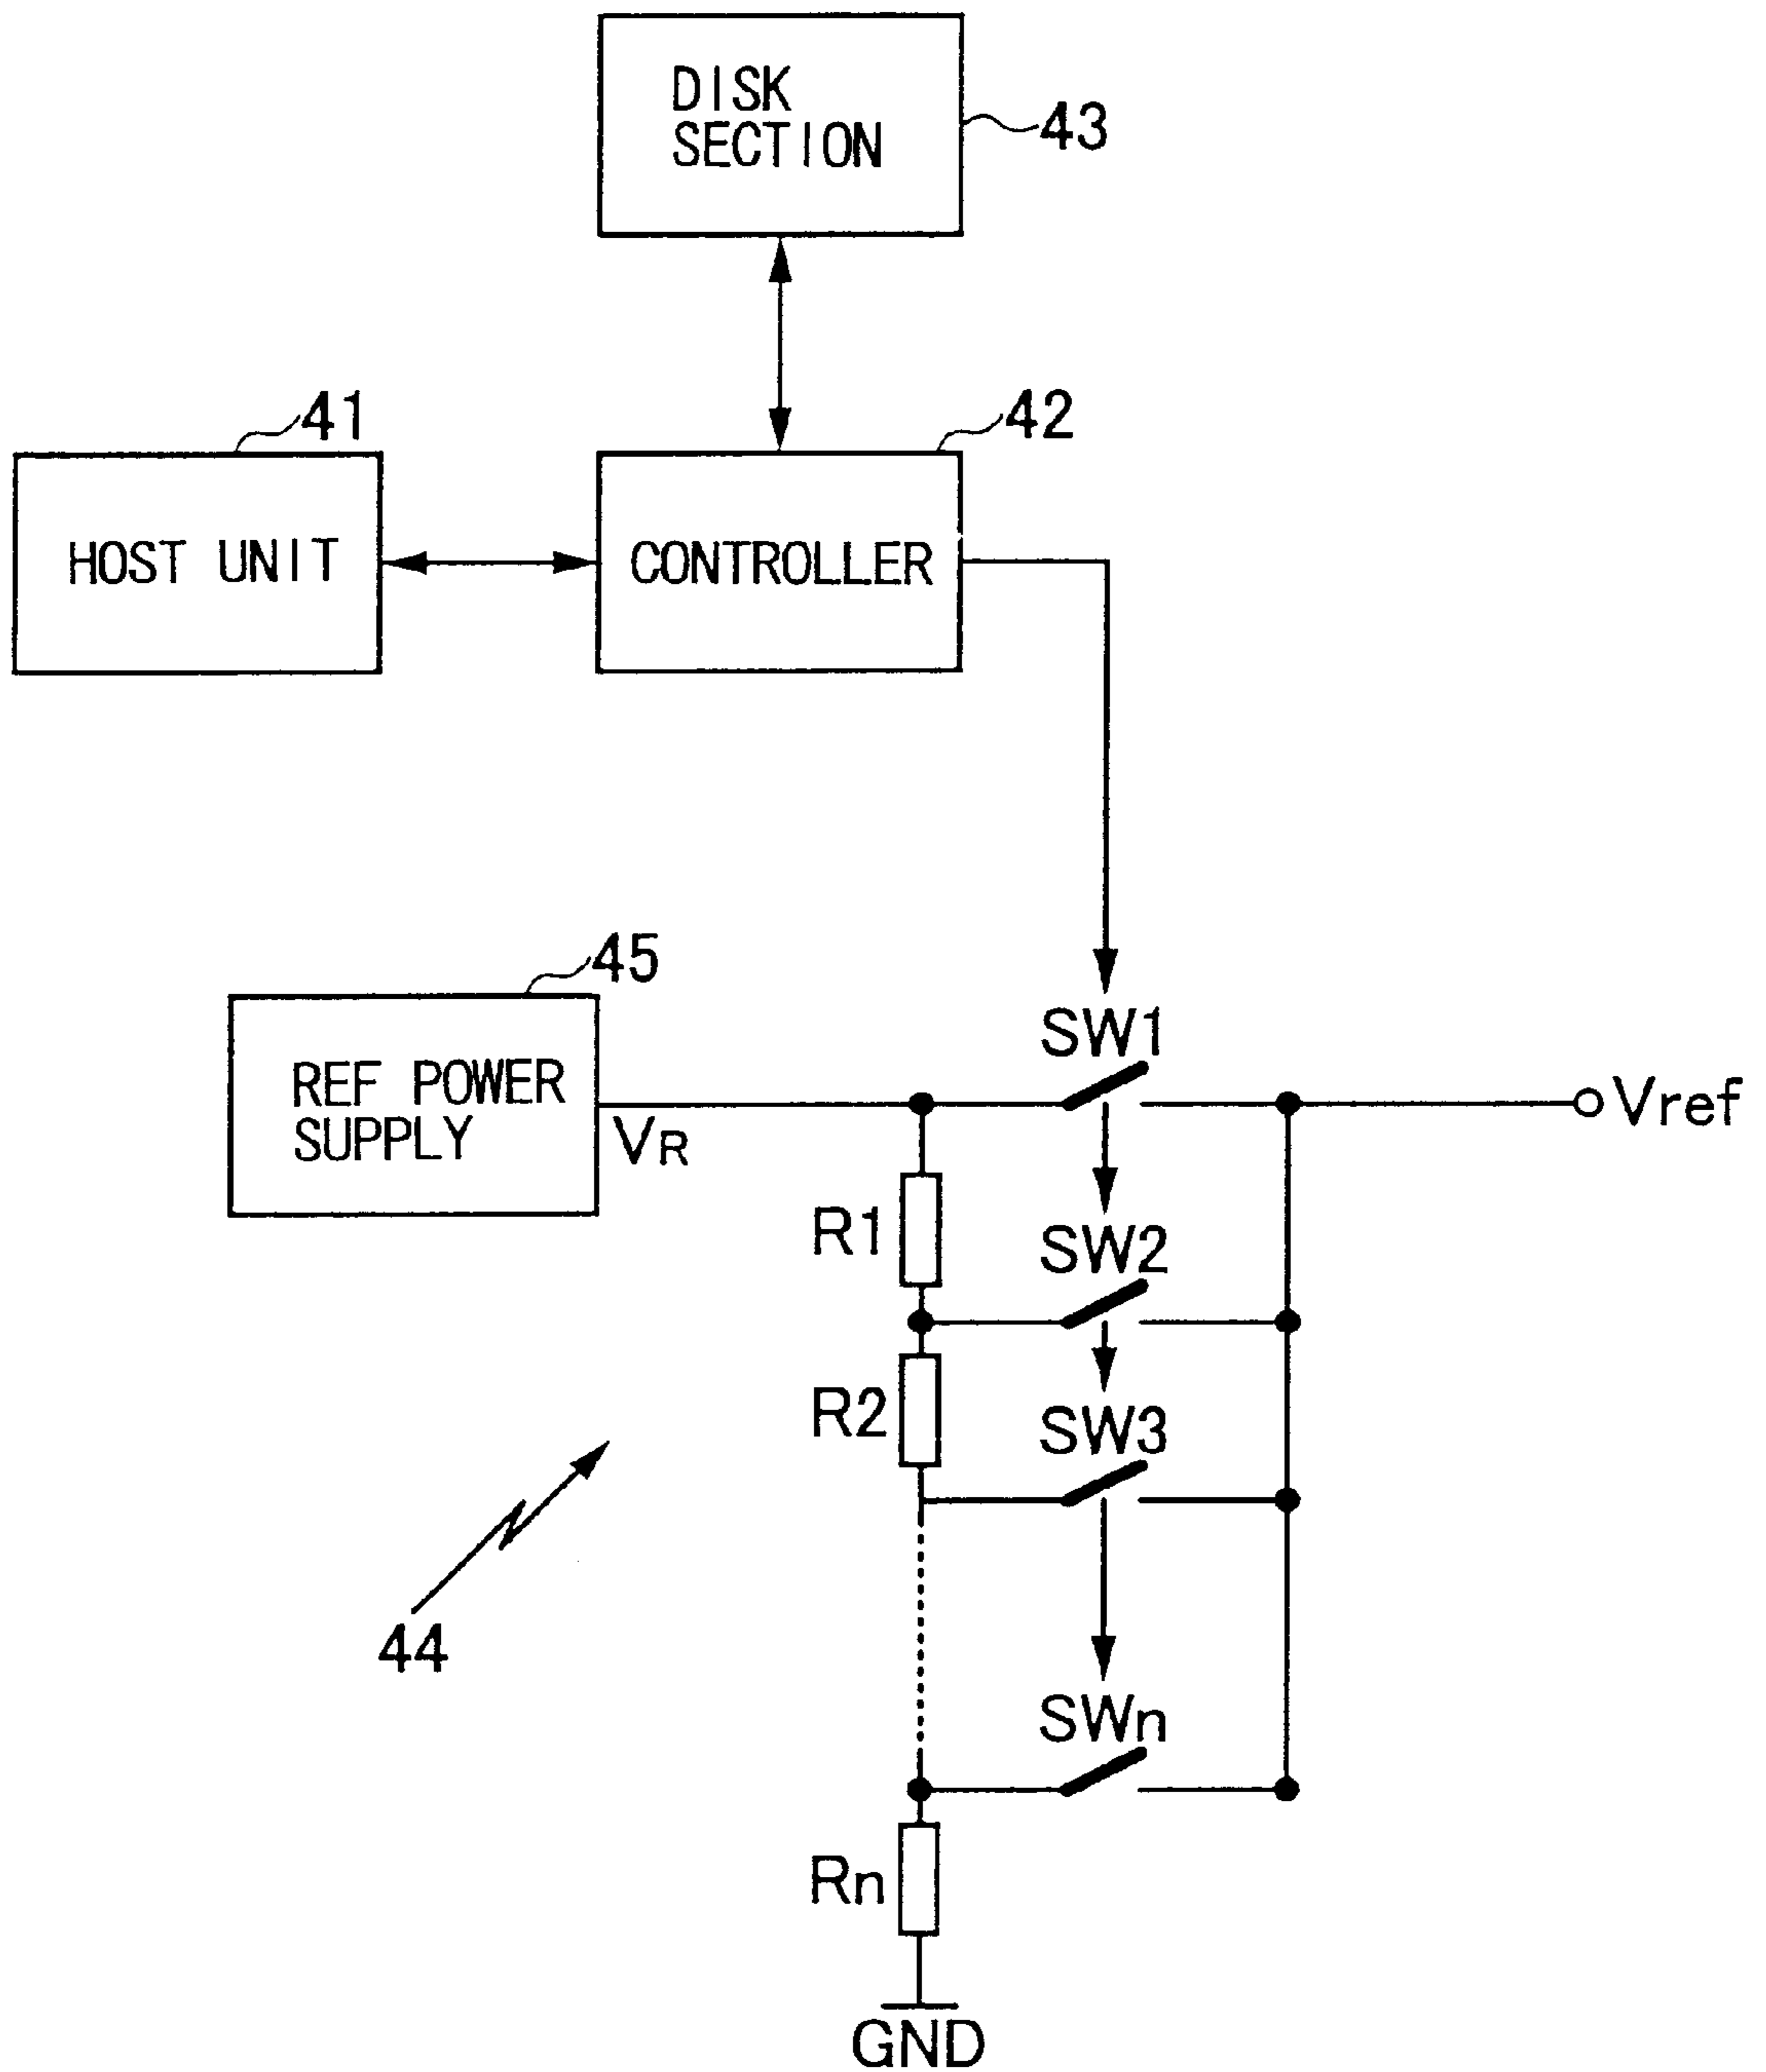 DISK
SECTION
43
41
42
HOST UNIT
CONTROLLER
45
SW1
REF POWER
SUPPLY
VR
Vref
R1
SW2
R2
SW3
44
SWn
Rn
GND